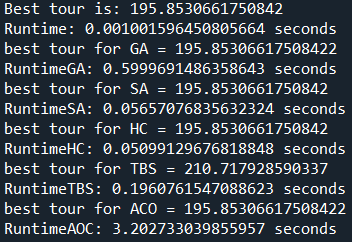 Best tour is: 195.8530661750842
Runtime: 0.001001596450805664 seconds
best tour for GA = 195.85306617508422
RuntimeGA: 0.5999691486358643 seconds
best tour for SA = 195.8530661750842
RuntimeSA: 0.05657076835632324 seconds
best tour for HC = 195.8530661750842
RuntimeHC: 0.05099129676818848 seconds
best tour for TBS = 210.717928590337
RuntimeTBS: 0.1960761547088623 seconds
best tour for ACO = 195.85306617508422
RuntimeAOC: 3.202733039855957 seconds